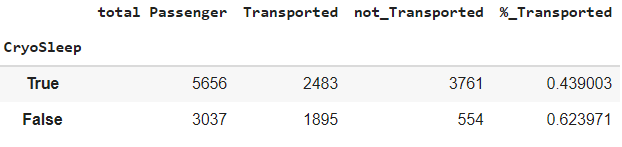 total Passenger Transported not_Transported %_Transported
CryoSleep
True 5656 2483 3761 0.439003
False 3037 1895 554 0.623971